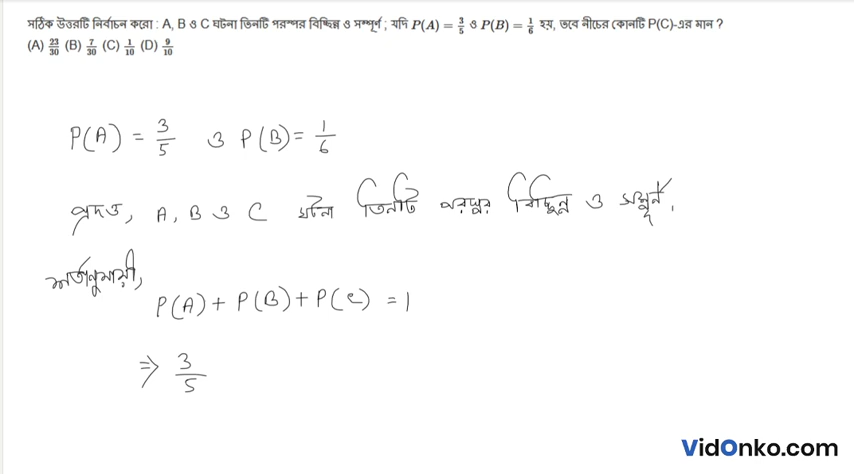 সঠিক উত্তরটি নির্বাচন করো : A, B ও C ঘটনা তিনটি পরস্পর বিচ্ছিন্ন ও সম্পূর্ণ ; যদি P(A) = 3/5 ও P(B) = 1/6 হয়, তবে নীচের কোনটি P(C)-এর মান ?
(A) 23/30 (B) 7/30 (C) 1/10 (D) 9/10
P(A) = 3/5 ও P(B) = 1/6
প্রদত্ত, A, B ও C ঘটনা তিনটি পরস্পর বিচ্ছিন্ন ও সম্পূর্ণ.
শর্তানুযায়ী,
P(A) + P(B) + P(C) = 1
⇒ 3/5
VidOnko.com